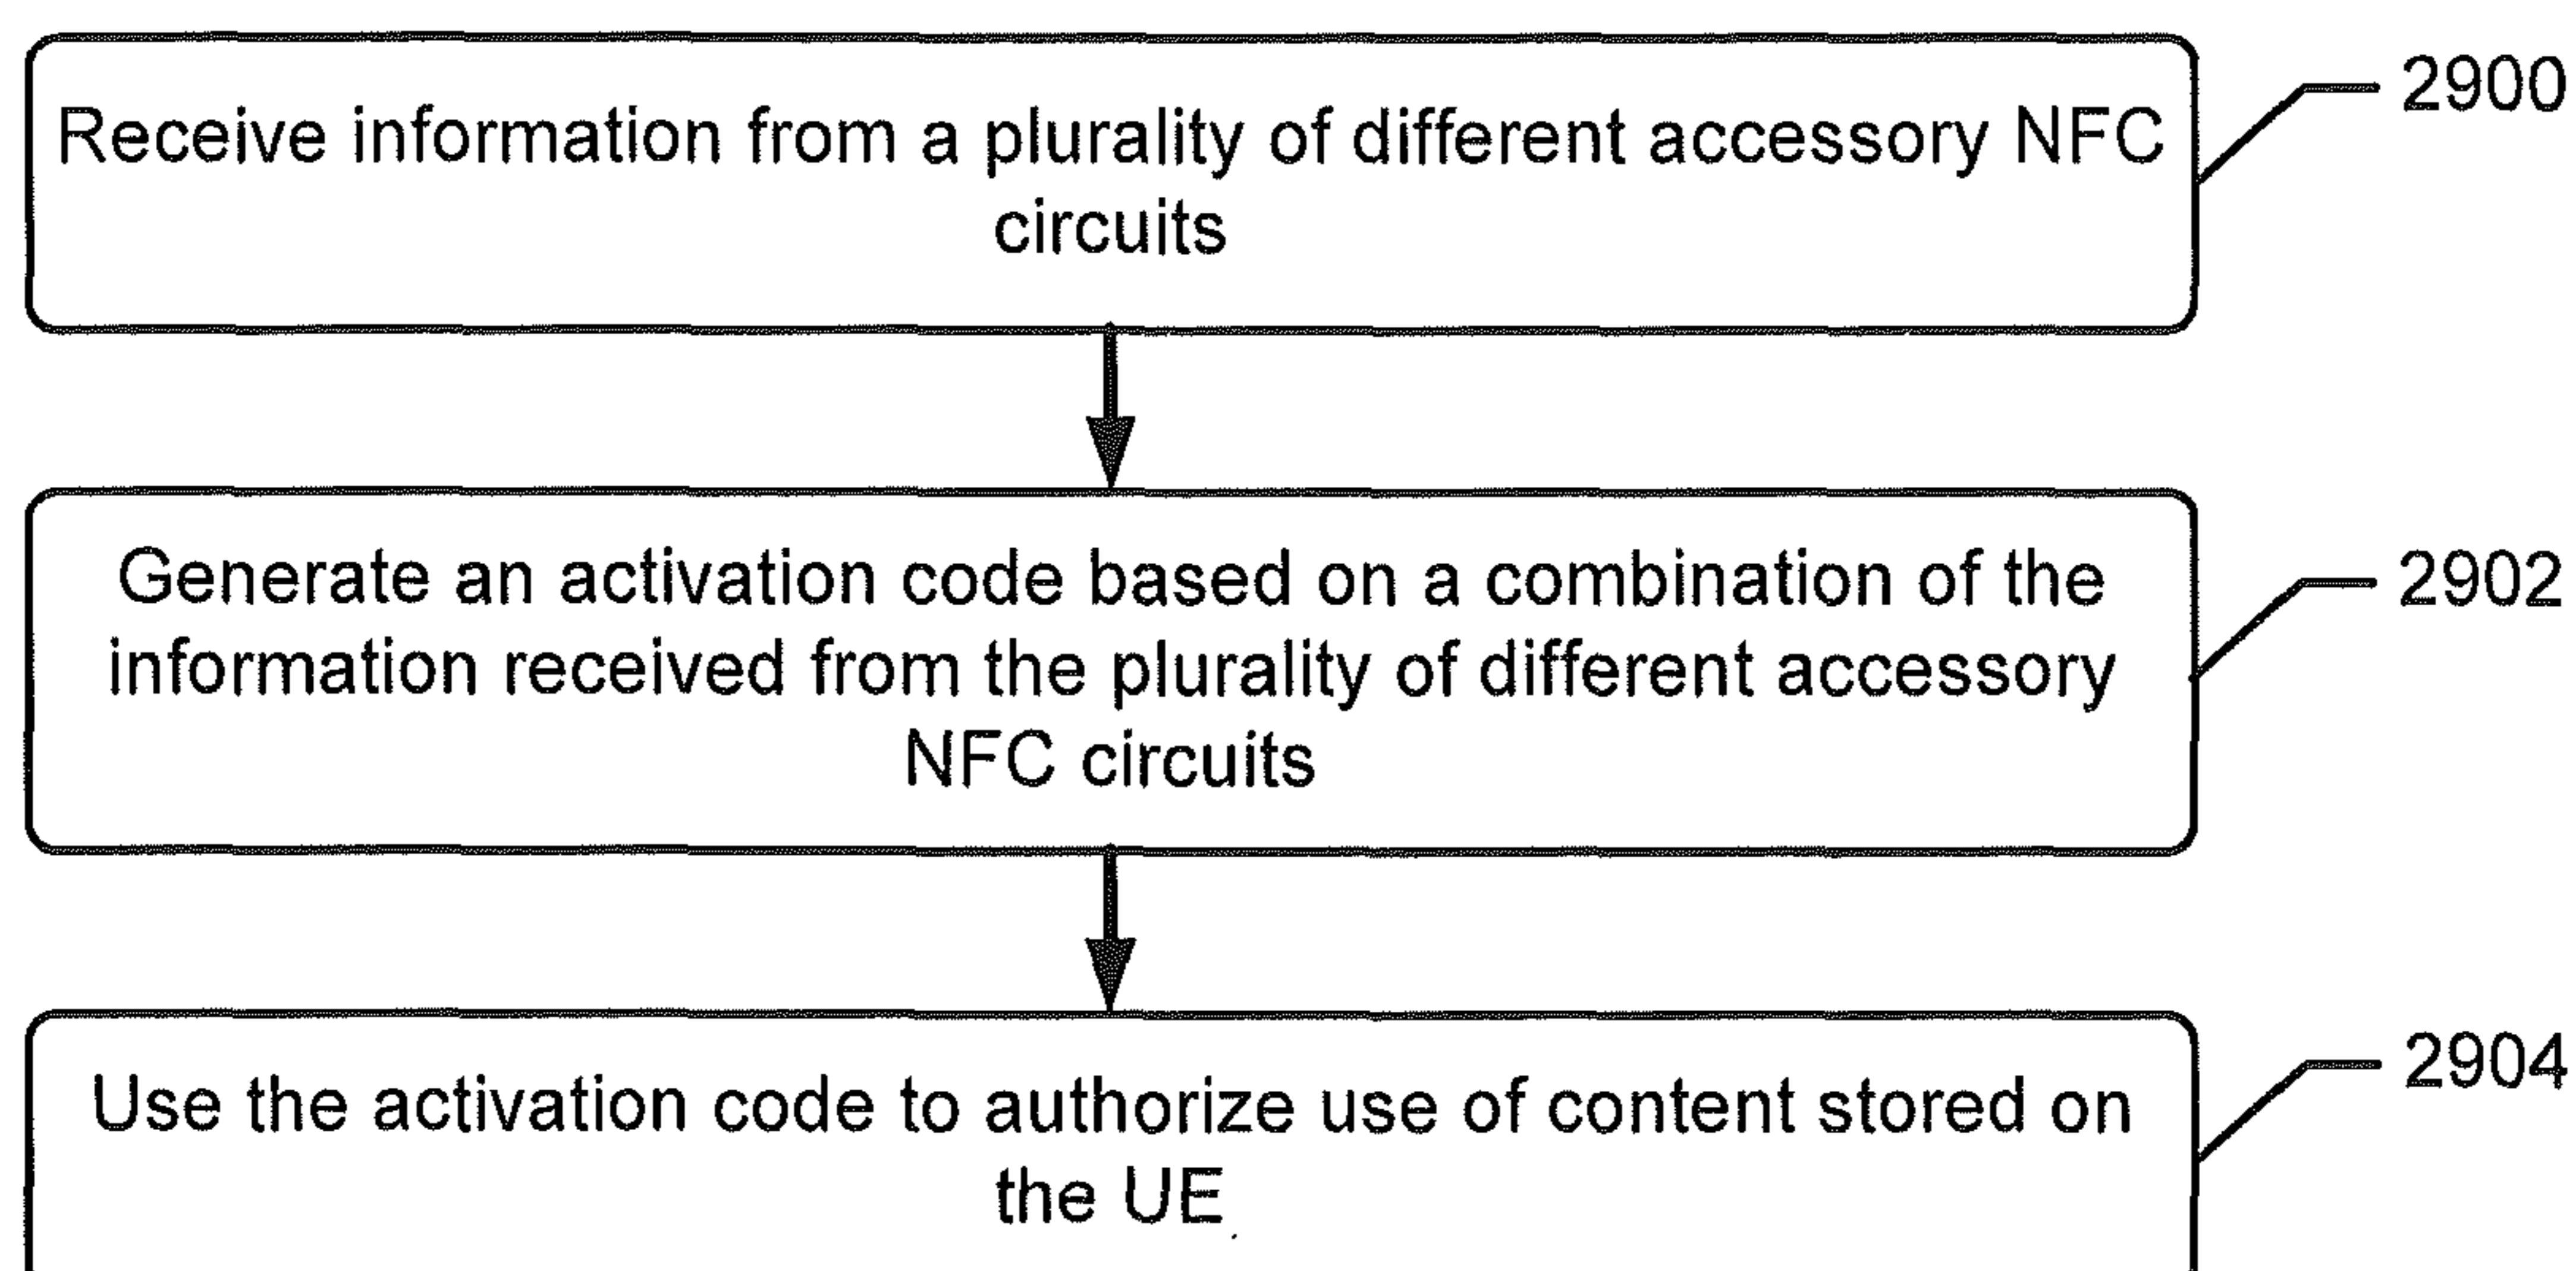 Receive information from a plurality of different accessory NFC
circuits
2900
Generate an activation code based on a combination of the
information received from the plurality of different accessory
NFC circuits
2902
Use the activation code to authorize use of content stored on
the UE
2904